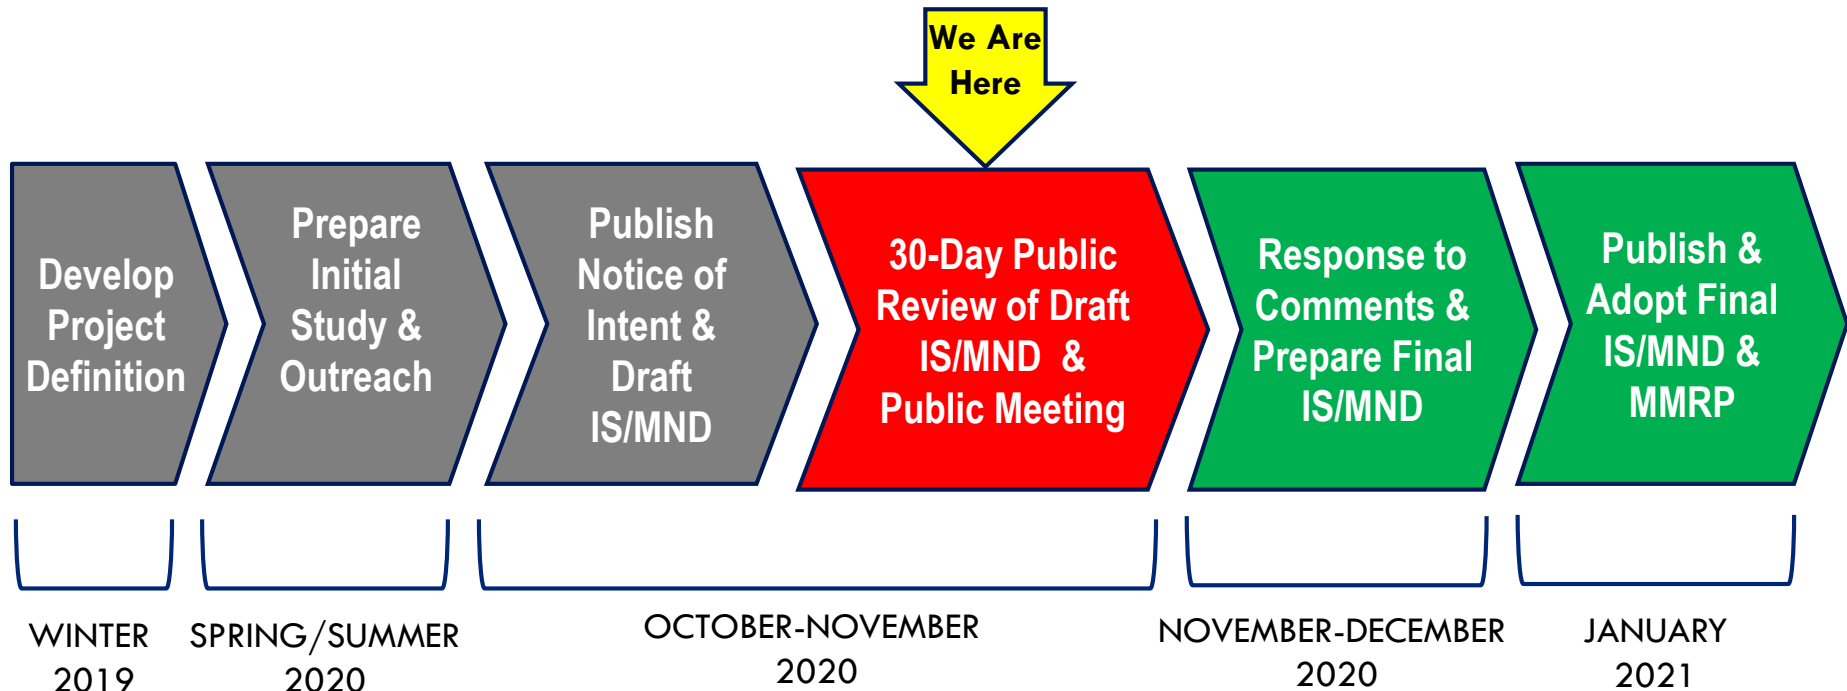 We Are
Here
Develop
Project
Definition
Prepare
Initial
Study &
Outreach
Publish
Notice of
Intent &
Draft
IS/MND
30-Day Public
Review of Draft
IS/MND &
Public Meeting
Response to
Comments &
Prepare Final
IS/MND
Publish &
Adopt Final
IS/MND &
MMRP
WINTER
2019
SPRING/SUMMER
2020
OCTOBER-NOVEMBER
2020
NOVEMBER-DECEMBER
2020
JANUARY
2021